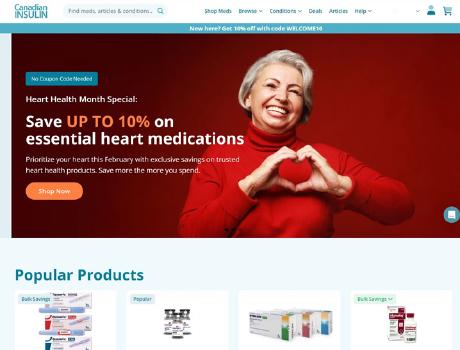 Canadian
INSULIN
Find meds, articles & conditions...
Shop Meds Browse Conditions Deals Articles Help
New here? Get 10% off with code WELCOME10
No Coupon Code Needed
Heart Health Month Special:
Save UP TO 10% on
essential heart medications
Prioritize your heart this February with exclusive savings on trusted
heart health products. Save more the more you spend.
Shop Now
Popular Products
Bulk Savings
Popular
Bulk Savings